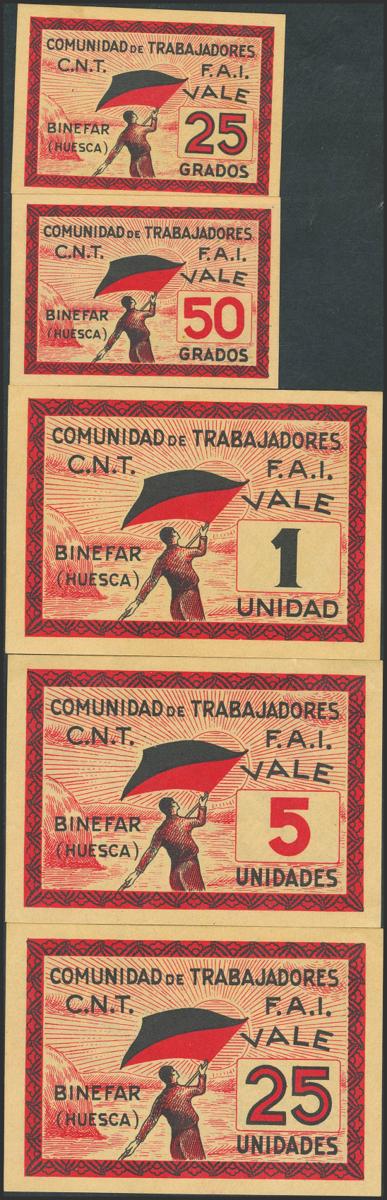 COMUNIDAD DE TRABAJADORES
C.N.T. F.A.I.
VALE
BINEFAR 25
(HUESCA)
GRADOS
COMUNIDAD DE TRABAJADORES
C.N.T. F.A.I.
VALE
BINEFAR 50
(HUESCA)
GRADOS
COMUNIDAD DE TRABAJADORES
C.N.T. F.A.I.
VALE
BINEFAR 1
(HUESCA)
UNIDAD
COMUNIDAD DE TRABAJADORES
C.N.T. F.A.I.
VALE
BINEFAR 5
(HUESCA)
UNIDADES
COMUNIDAD DE TRABAJADORES
C.N.T. F.A.I.
VALE
BINEFAR 25
(HUESCA)
UNIDADES